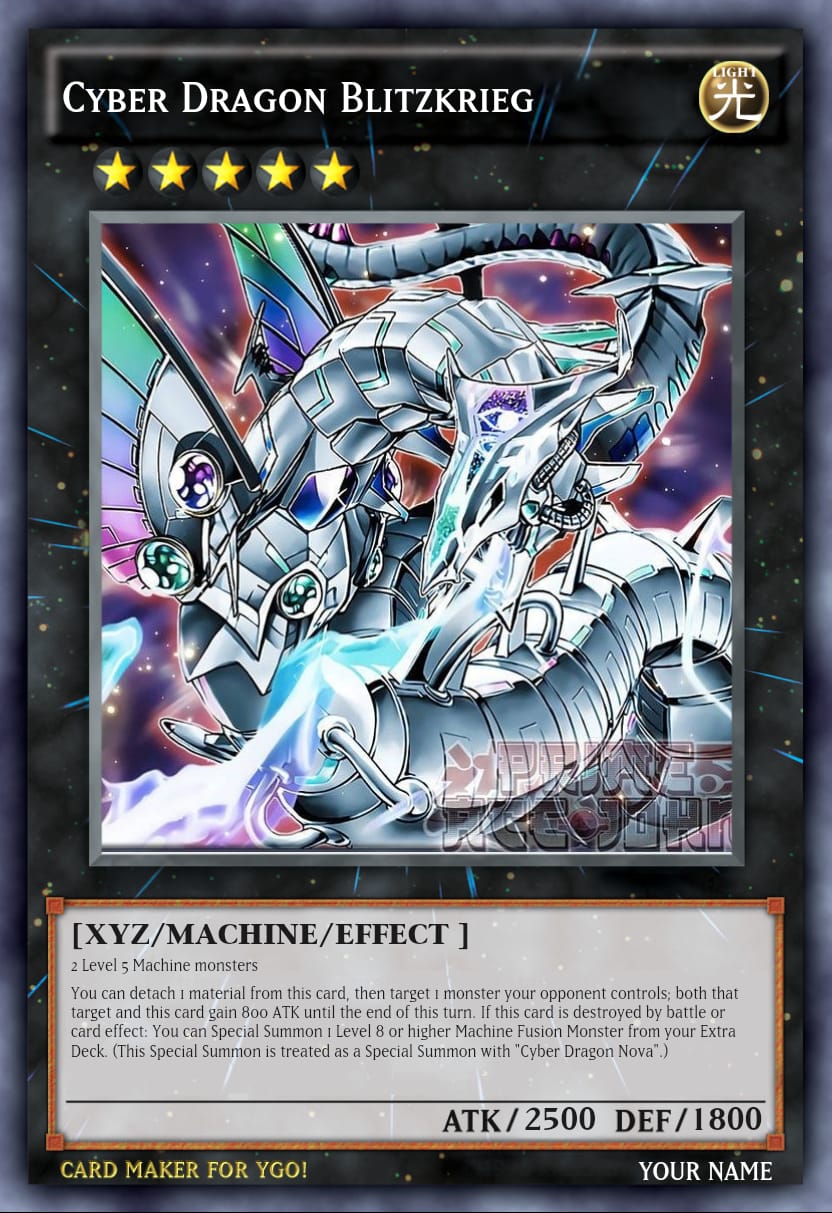 Cyber Dragon Blitzkrieg
LIGHT
光
[XYZ/MACHINE/EFFECT ]
2 Level 5 Machine monsters
You can detach 1 material from this card, then target 1 monster your opponent controls; both that
target and this card gain 800 ATK until the end of this turn. If this card is destroyed by battle or
card effect: You can Special Summon 1 Level 8 or higher Machine Fusion Monster from your Extra
Deck. (This Special Summon is treated as a Special Summon with "Cyber Dragon Nova".)
ATK/2500 DEF/1800
CARD MAKER FOR YGO!
YOUR NAME